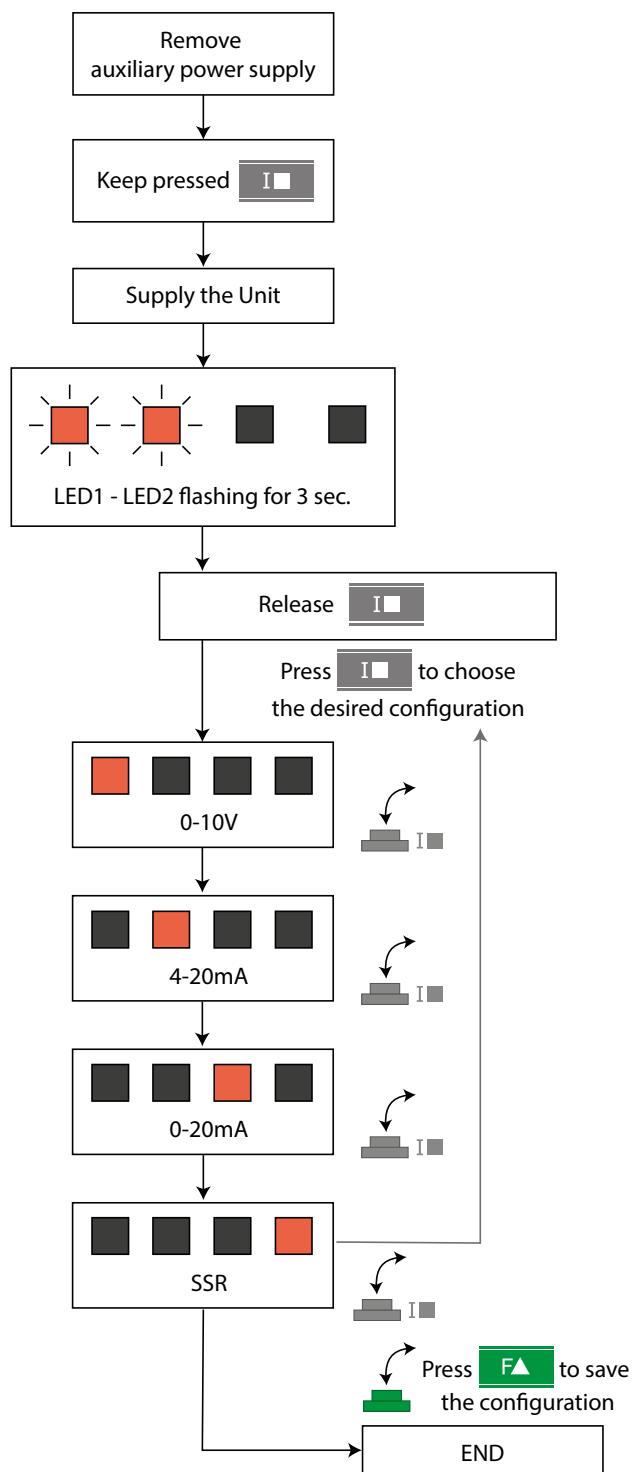 Remove
auxiliary power supply
Keep pressed I■
Supply the Unit
LED1 - LED2 flashing for 3 sec.
Release I■
Press I■ to choose
the desired configuration
0-10V
I■
4-20mA
I■
0-20mA
I■
SSR
I■
Press F▲ to save
the configuration
END